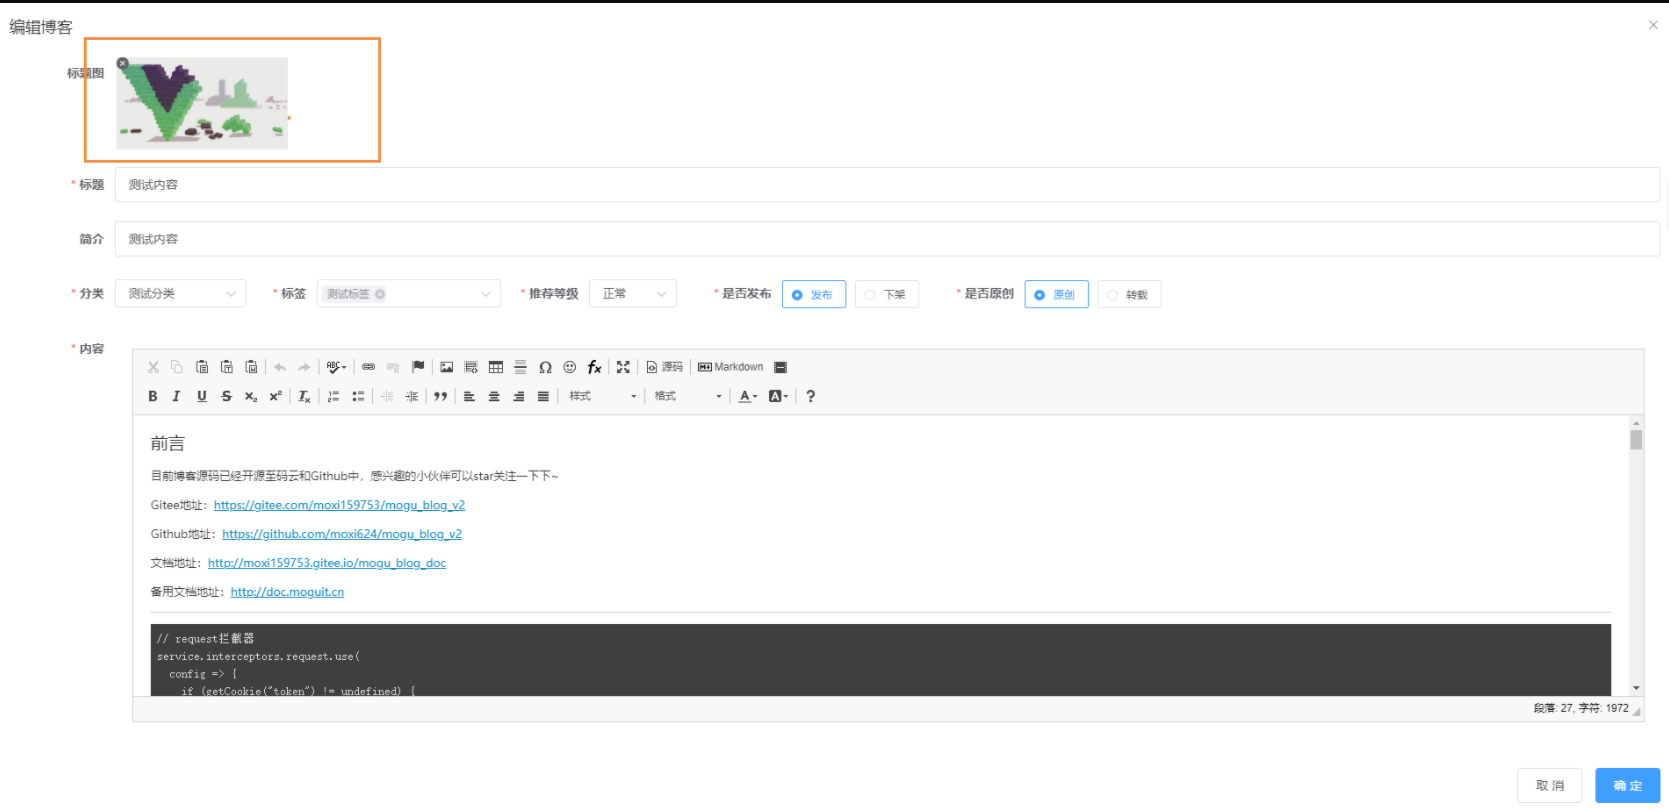 编辑博客
标题图
* 标题 测试内容
简介 测试内容
* 分类 测试分类 * 标签 测试标签 * 推荐等级 正常 * 是否发布 发布 下架 * 是否原创 原创 转载
* 内容
源码 Markdown
B I U S x₂ x² Ix 样式 格式 A A ?
前言
目前博客源码已经开源至码云和Github中，感兴趣的小伙伴可以star关注一下下~
Gitee地址：https://gitee.com/moxi159753/mogu_blog_v2
Github地址：https://github.com/moxi624/mogu_blog_v2
文档地址：http://moxi159753.gitee.io/mogu_blog_doc
备用文档地址：http://doc.moguit.cn
// request拦截器
service.interceptors.request.use(
config => {
if (getCookie("token") != undefined) {
段落: 27, 字符: 1972
取 消 确 定